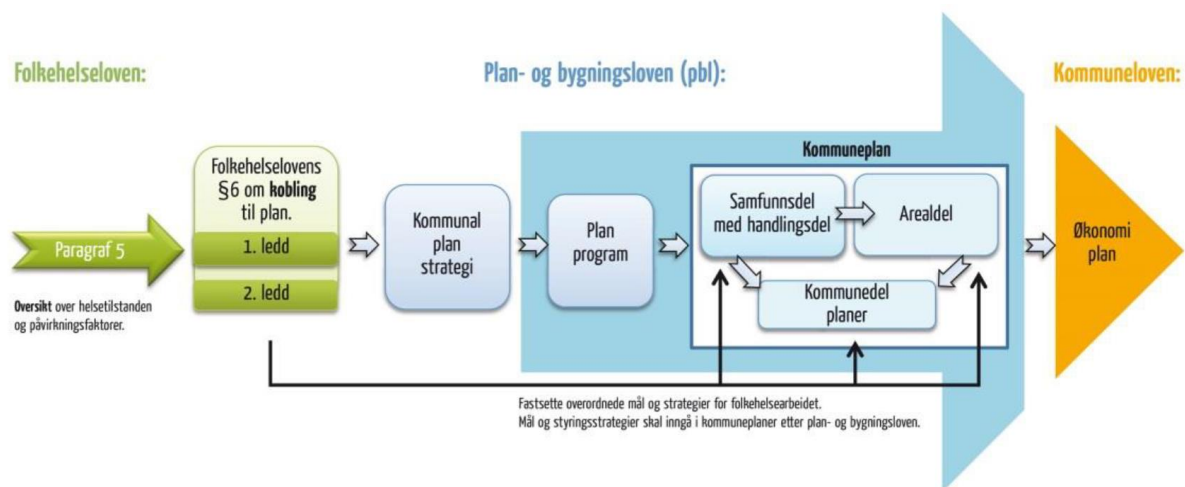 Folkehelseloven:
Plan- og bygningsloven (pbl):
Kommuneloven:
Paragraf 5
Oversikt over helsetilstanden
og påvirkningsfaktorer.
Folkehelselovens
§6 om kobling
til plan.
1. ledd
2. ledd
Kommunal
plan
strategi
Plan
program
Kommuneplan
Samfunnsdel
med handlingsdel
Arealdel
Kommunedel
planer
Økonomi
plan
Fastsette overordnede mål og strategier for folkehelsearbeidet.
Mål og styringsstrategier skal inngå i kommuneplaner etter plan- og bygningsloven.